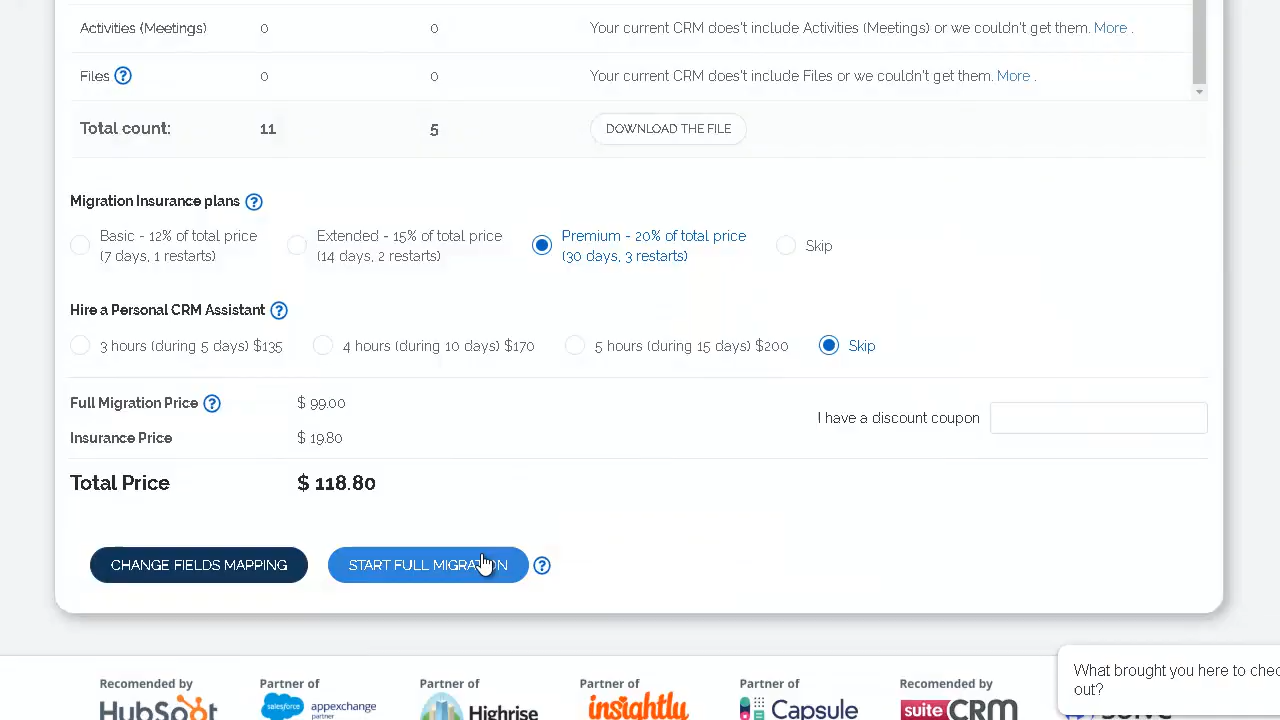 Activities (Meetings) 0 0 Your current CRM does't include Activities (Meetings) or we couldn't get them. More .
Files ? 0 0 Your current CRM does't include Files or we couldn't get them. More .
Total count: 11 5 DOWNLOAD THE FILE
Migration Insurance plans ?
Basic - 12% of total price
(7 days, 1 restarts)
Extended - 15% of total price
(14 days, 2 restarts)
Premium - 20% of total price
(30 days, 3 restarts)
Skip
Hire a Personal CRM Assistant ?
3 hours (during 5 days) $135 4 hours (during 10 days) $170 5 hours (during 15 days) $200 Skip
Full Migration Price ? $ 99.00
I have a discount coupon
Insurance Price $ 19.80
Total Price $ 118.80
CHANGE FIELDS MAPPING START FULL MIGRATION ?
What brought you here to chec
out?
Recomended by
HubSpot
Partner of
salesforce appexchange
partner
Partner of
Highrise
Partner of
insightly
Partner of
Capsule
Recomended by
suite CRM